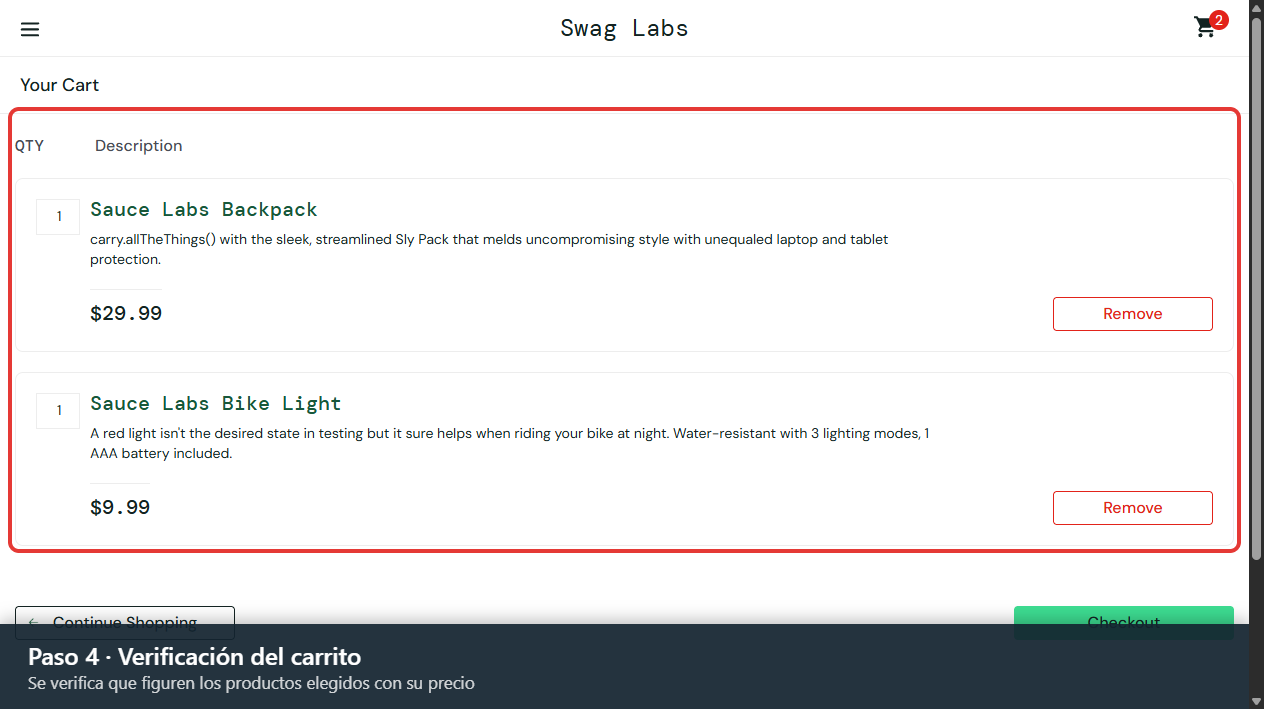 Swag Labs
2
Your Cart
QTY Description
1
Sauce Labs Backpack
carry.allTheThings() with the sleek, streamlined Sly Pack that melds uncompromising style with unequaled laptop and tablet
protection.
$29.99
Remove
1
Sauce Labs Bike Light
A red light isn't the desired state in testing but it sure helps when riding your bike at night. Water-resistant with 3 lighting modes, 1
AAA battery included.
$9.99
Remove
Continue Shopping
Checkout
Paso 4 · Verificación del carrito
Se verifica que figuren los productos elegidos con su precio